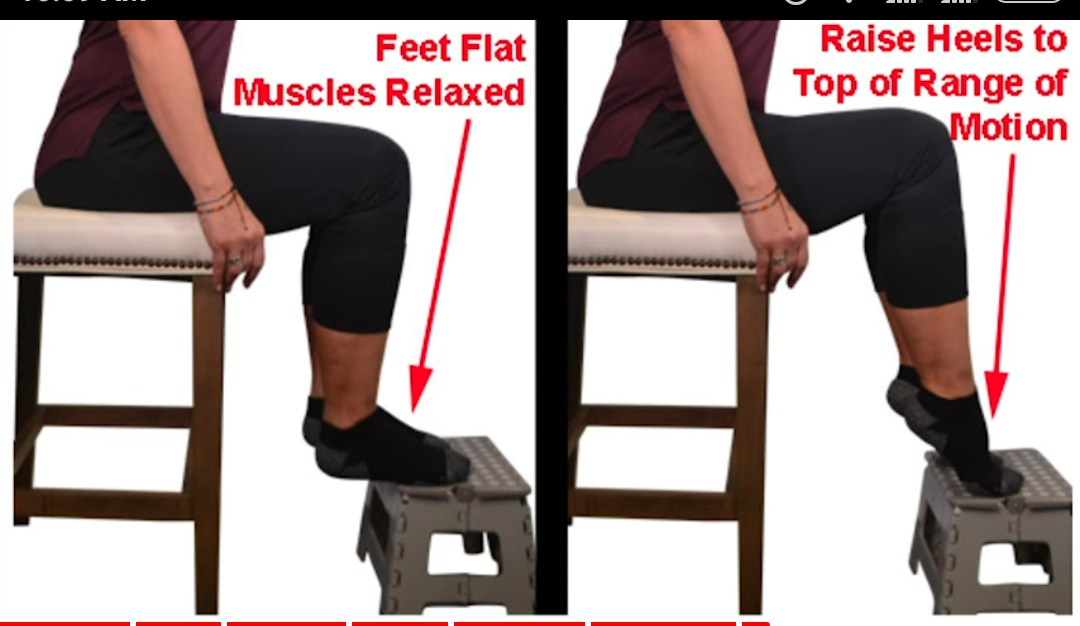 Feet Flat
Muscles Relaxed
Raise Heels to
Top of Range of
Motion